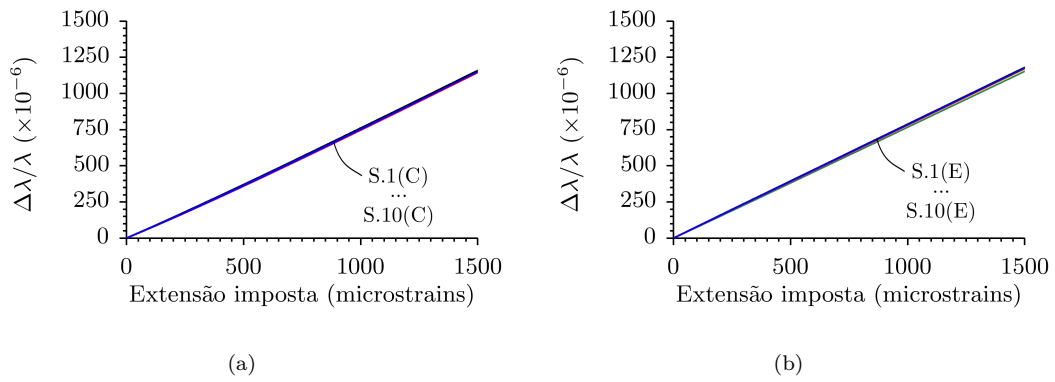 1500
1250
1000
750
500
250
0
Δλ/λ (×10⁻⁶)
S.1(C)
...
S.10(C)
0 500 1000 1500
Extensão imposta (microstrains)
(a)
1500
1250
1000
750
500
250
0
Δλ/λ (×10⁻⁶)
S.1(E)
...
S.10(E)
0 500 1000 1500
Extensão imposta (microstrains)
(b)